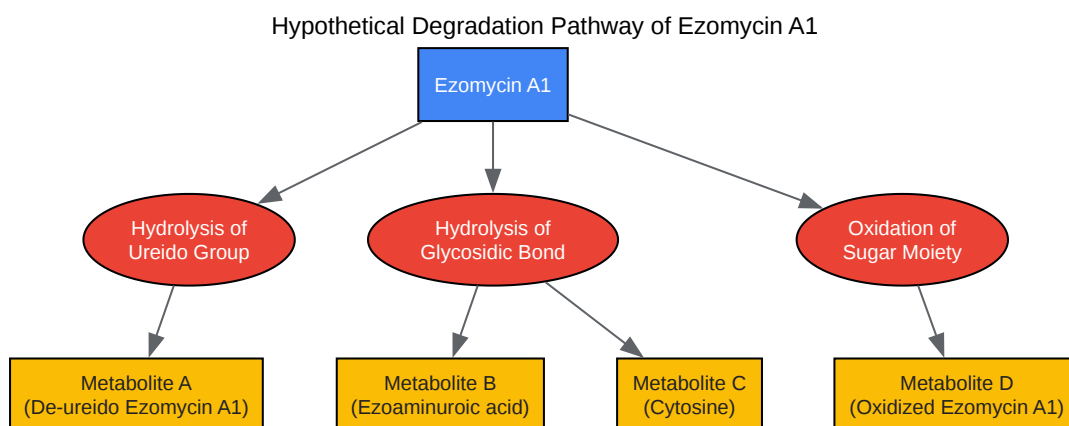 Hypothetical Degradation Pathway of Ezomycin A1
Ezomycin A1
Hydrolysis of
Ureido Group
Hydrolysis of
Glycosidic Bond
Oxidation of
Sugar Moiety
Metabolite A
(De-ureido Ezomycin A1)
Metabolite B
(Ezoaminuroic acid)
Metabolite C
(Cytosine)
Metabolite D
(Oxidized Ezomycin A1)